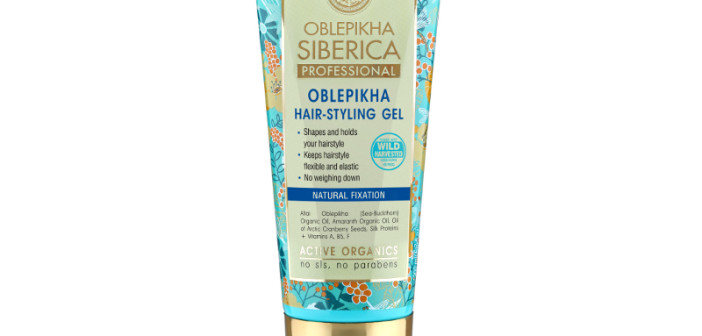 OBLEPIKHA
SIBERICA
PROFESSIONAL
OBLEPIKHA
HAIR-STYLING GEL
• Shapes and holds
your hairstyle
• Keeps hairstyle
flexible and elastic
• No weighing down
WILD
HARVESTED
NATURAL FIXATION
Altai Oblepikha (Sea-Buckthorn)
Organic Oil, Amaranth Organic Oil, Oil
of Arctic Cranberry Seeds, Silk Proteins
+ Vitamins A, B5, F
ACTIVE ORGANICS
no sls, no parabens